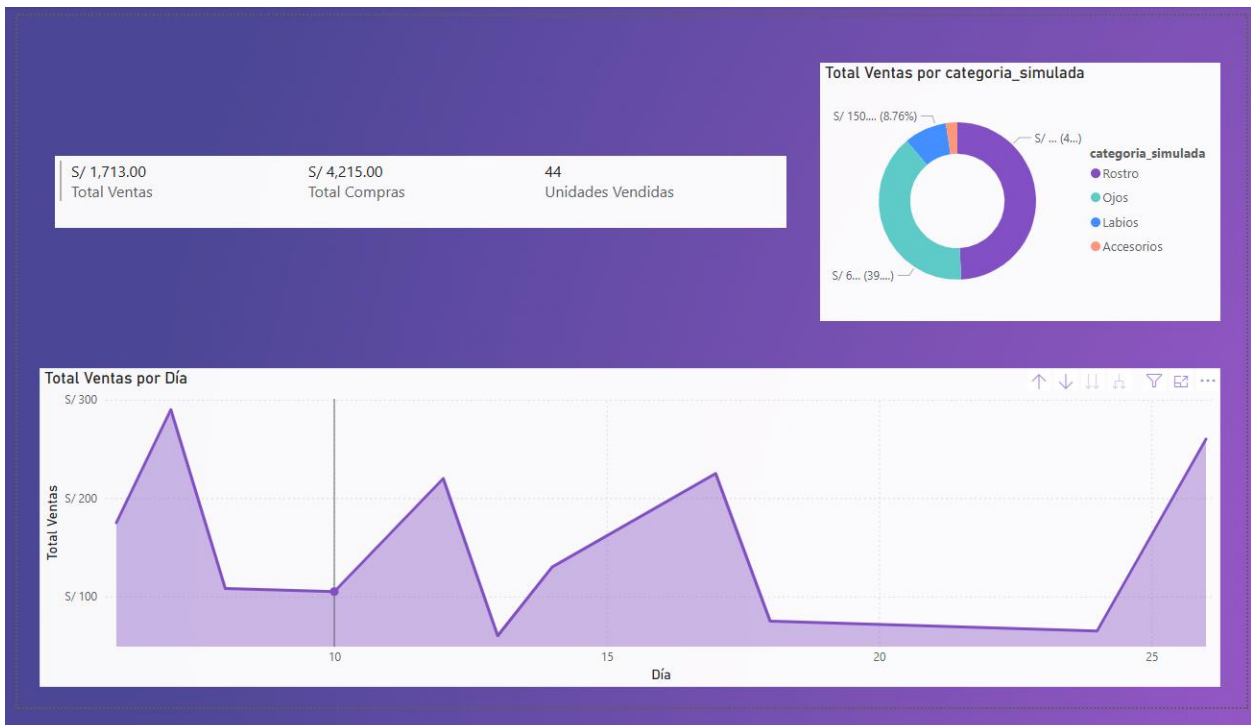 Total Ventas por categoria_simulada
S/ 150.... (8.76%)
S/ ... (4...)
categoria_simulada
Rostro
Ojos
Labios
Accesorios
S/ 6... (39....)
S/ 1,713.00
S/ 4,215.00
44
Total Ventas
Total Compras
Unidades Vendidas
Total Ventas por Día
S/ 300
S/ 200
S/ 100
Total Ventas
10
15
20
25
Día